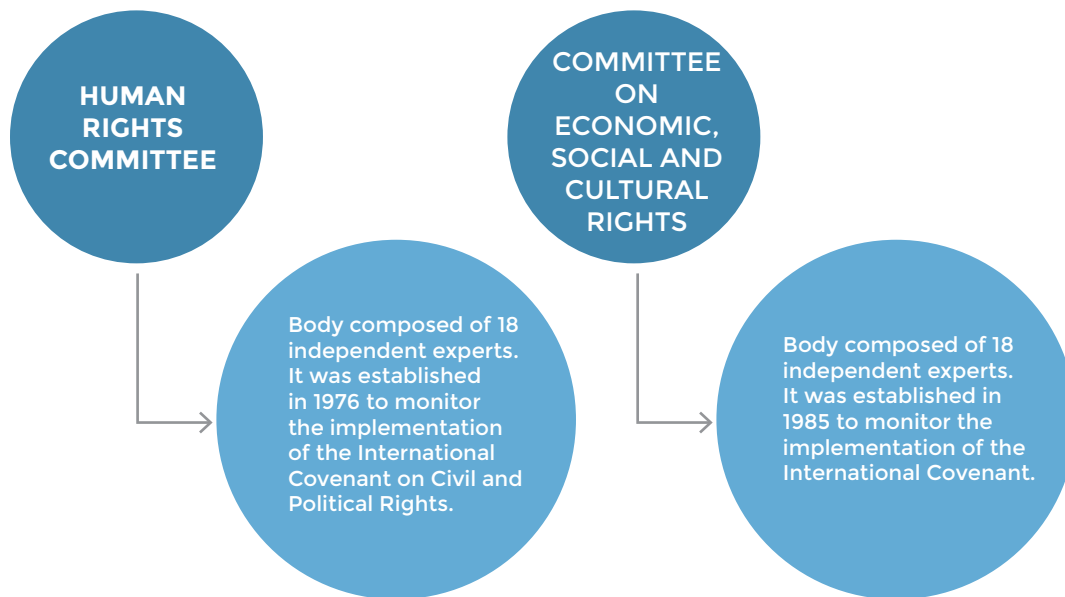 HUMAN
RIGHTS
COMMITTEE
Body composed of 18
independent experts.
It was established
in 1976 to monitor
the implementation
of the International
Covenant on Civil and
Political Rights.
COMMITTEE
ON
ECONOMIC,
SOCIAL AND
CULTURAL
RIGHTS
Body composed of 18
independent experts.
It was established in
1985 to monitor the
implementation of the
International Covenant.